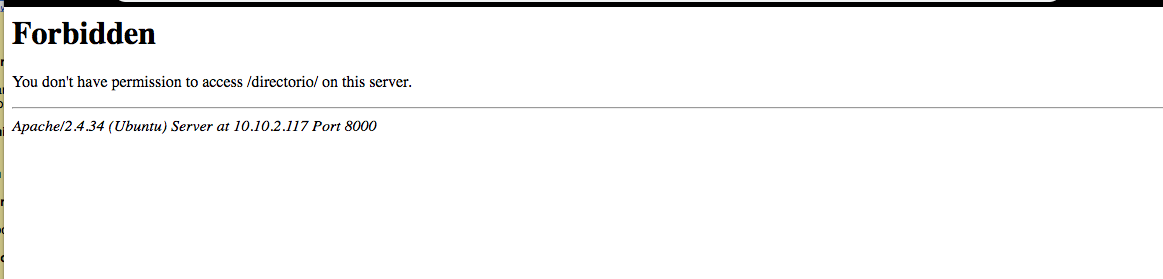 Forbidden
You don't have permission to access /directorio/ on this server.
Apache/2.4.34 (Ubuntu) Server at 10.10.2.117 Port 8000